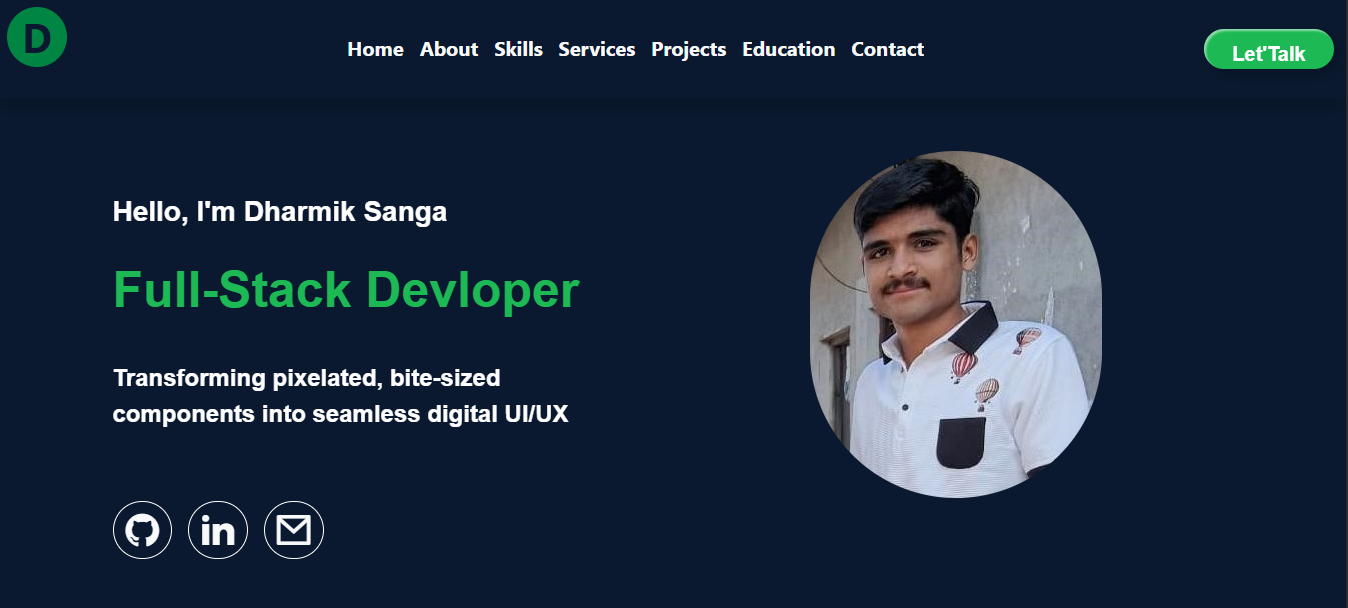 D
Home About Skills Services Projects Education Contact
Let'Talk
Hello, I'm Dharmik Sanga
Full-Stack Devloper
Transforming pixelated, bite-sized
components into seamless digital UI/UX
in